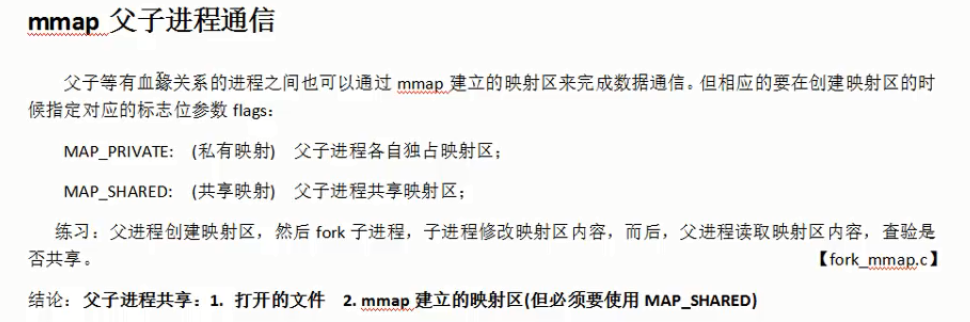 mmap 父子进程通信
父子等有血缘关系的进程之间也可以通过 mmap 建立的映射区来完成数据通信。但相应的要在创建映射区的时
候指定对应的标志位参数 flags：
MAP_PRIVATE: (私有映射) 父子进程各自独占映射区；
MAP_SHARED: (共享映射) 父子进程共享映射区；
练习：父进程创建映射区，然后 fork 子进程，子进程修改映射区内容，而后，父进程读取映射区内容，查验是
否共享。 【fork_mmap.c】
结论：父子进程共享：1. 打开的文件 2. mmap 建立的映射区(但必须要使用 MAP_SHARED)